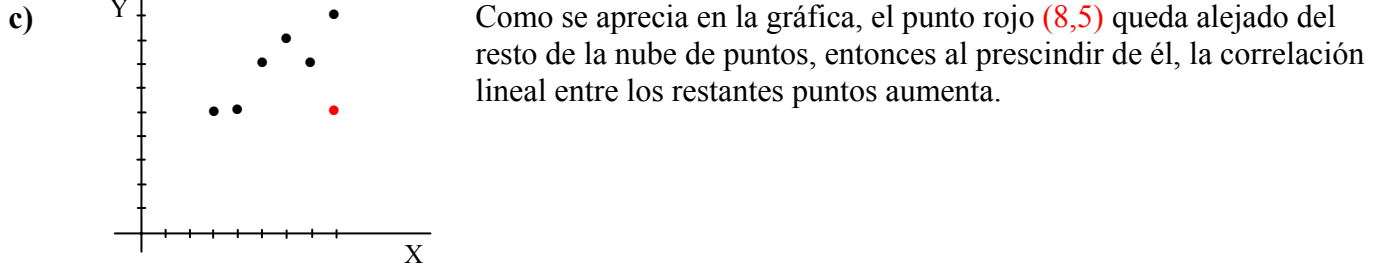 c)
Y
Como se aprecia en la gráfica, el punto rojo (8,5) queda alejado del
resto de la nube de puntos, entonces al prescindir de él, la correlación
lineal entre los restantes puntos aumenta.
X